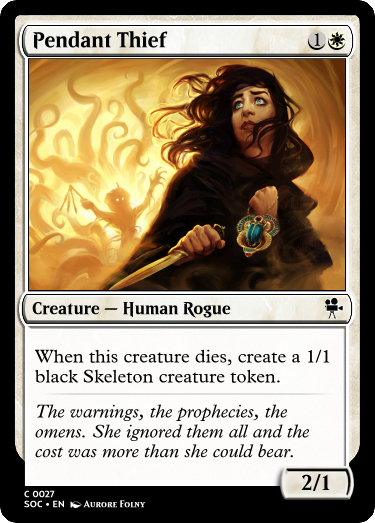 Pendant Thief 1
Creature — Human Rogue
When this creature dies, create a 1/1
black Skeleton creature token.
The warnings, the prophecies, the
omens. She ignored them all and the
cost was more than she could bear.
2/1
C 0027
SOC • EN Aurore Folny